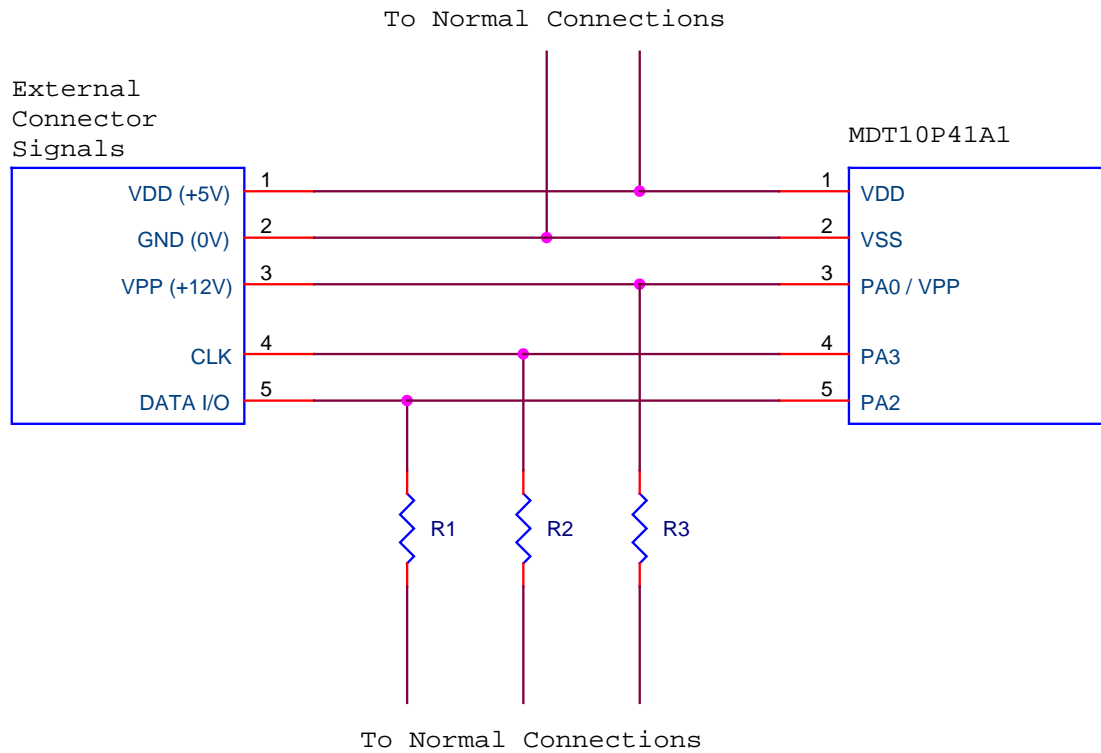 To Normal Connections
External
Connector
Signals
MDT10P41A1
VDD (+5V) 1 1 VDD
GND (0V) 2 2 VSS
VPP (+12V) 3 3 PA0 / VPP
CLK 4 4 PA3
DATA I/O 5 5 PA2
R1 R2 R3
To Normal Connections